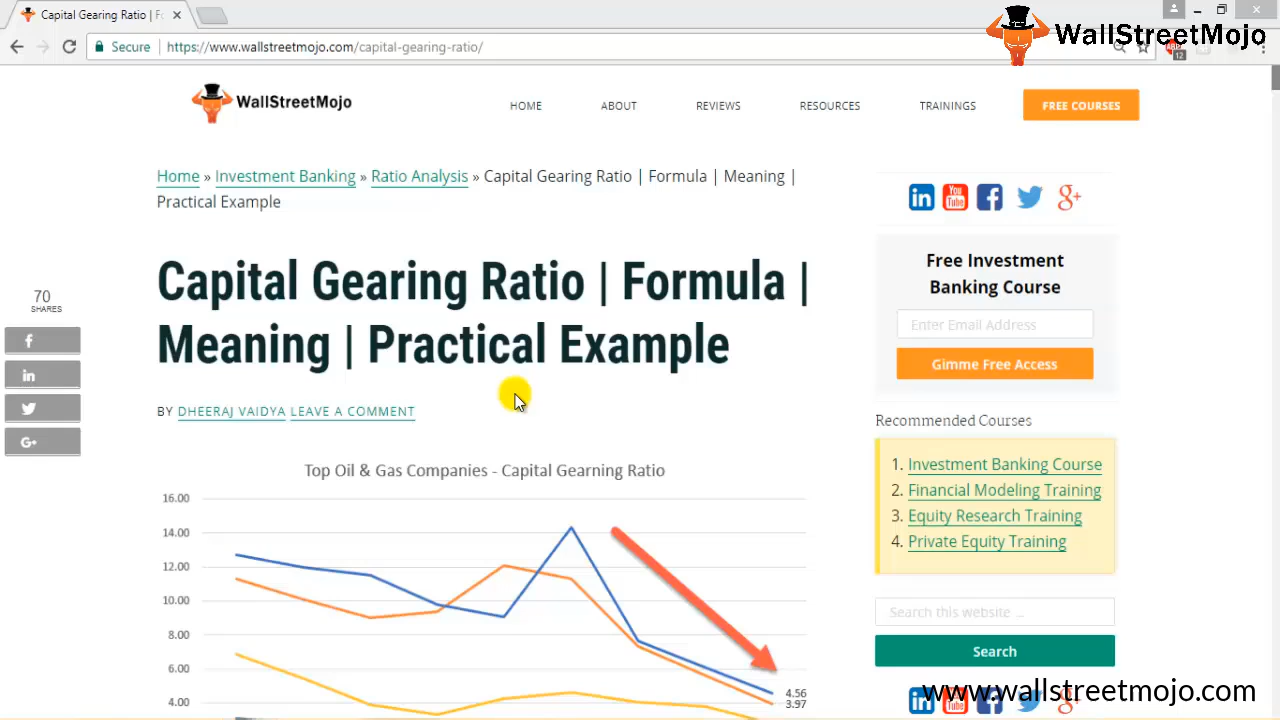 Capital Gearing Ratio | Fo
Secure
https://www.wallstreetmojo.com/capital-gearing-ratio/
WallStreetMojo
12
WallStreetMojo
HOME
ABOUT
REVIEWS
RESOURCES
TRAININGS
FREE COURSES
Home » Investment Banking » Ratio Analysis » Capital Gearing Ratio | Formula | Meaning |
Practical Example
You
Tube
Free Investment
Banking Course
Enter Email Address
Gimme Free Access
Capital Gearing Ratio | Formula |
Meaning | Practical Example
70
SHARES
BY DHEERAJ VAIDYA LEAVE A COMMENT
Recommended Courses
1. Investment Banking Course
2. Financial Modeling Training
3. Equity Research Training
4. Private Equity Training
Top Oil & Gas Companies - Capital Gearning Ratio
16.00
14.00
12.00
10.00
8.00
6.00
4.00
4.56
3.97
Search this website ...
Search
www.wallstreetmojo.com